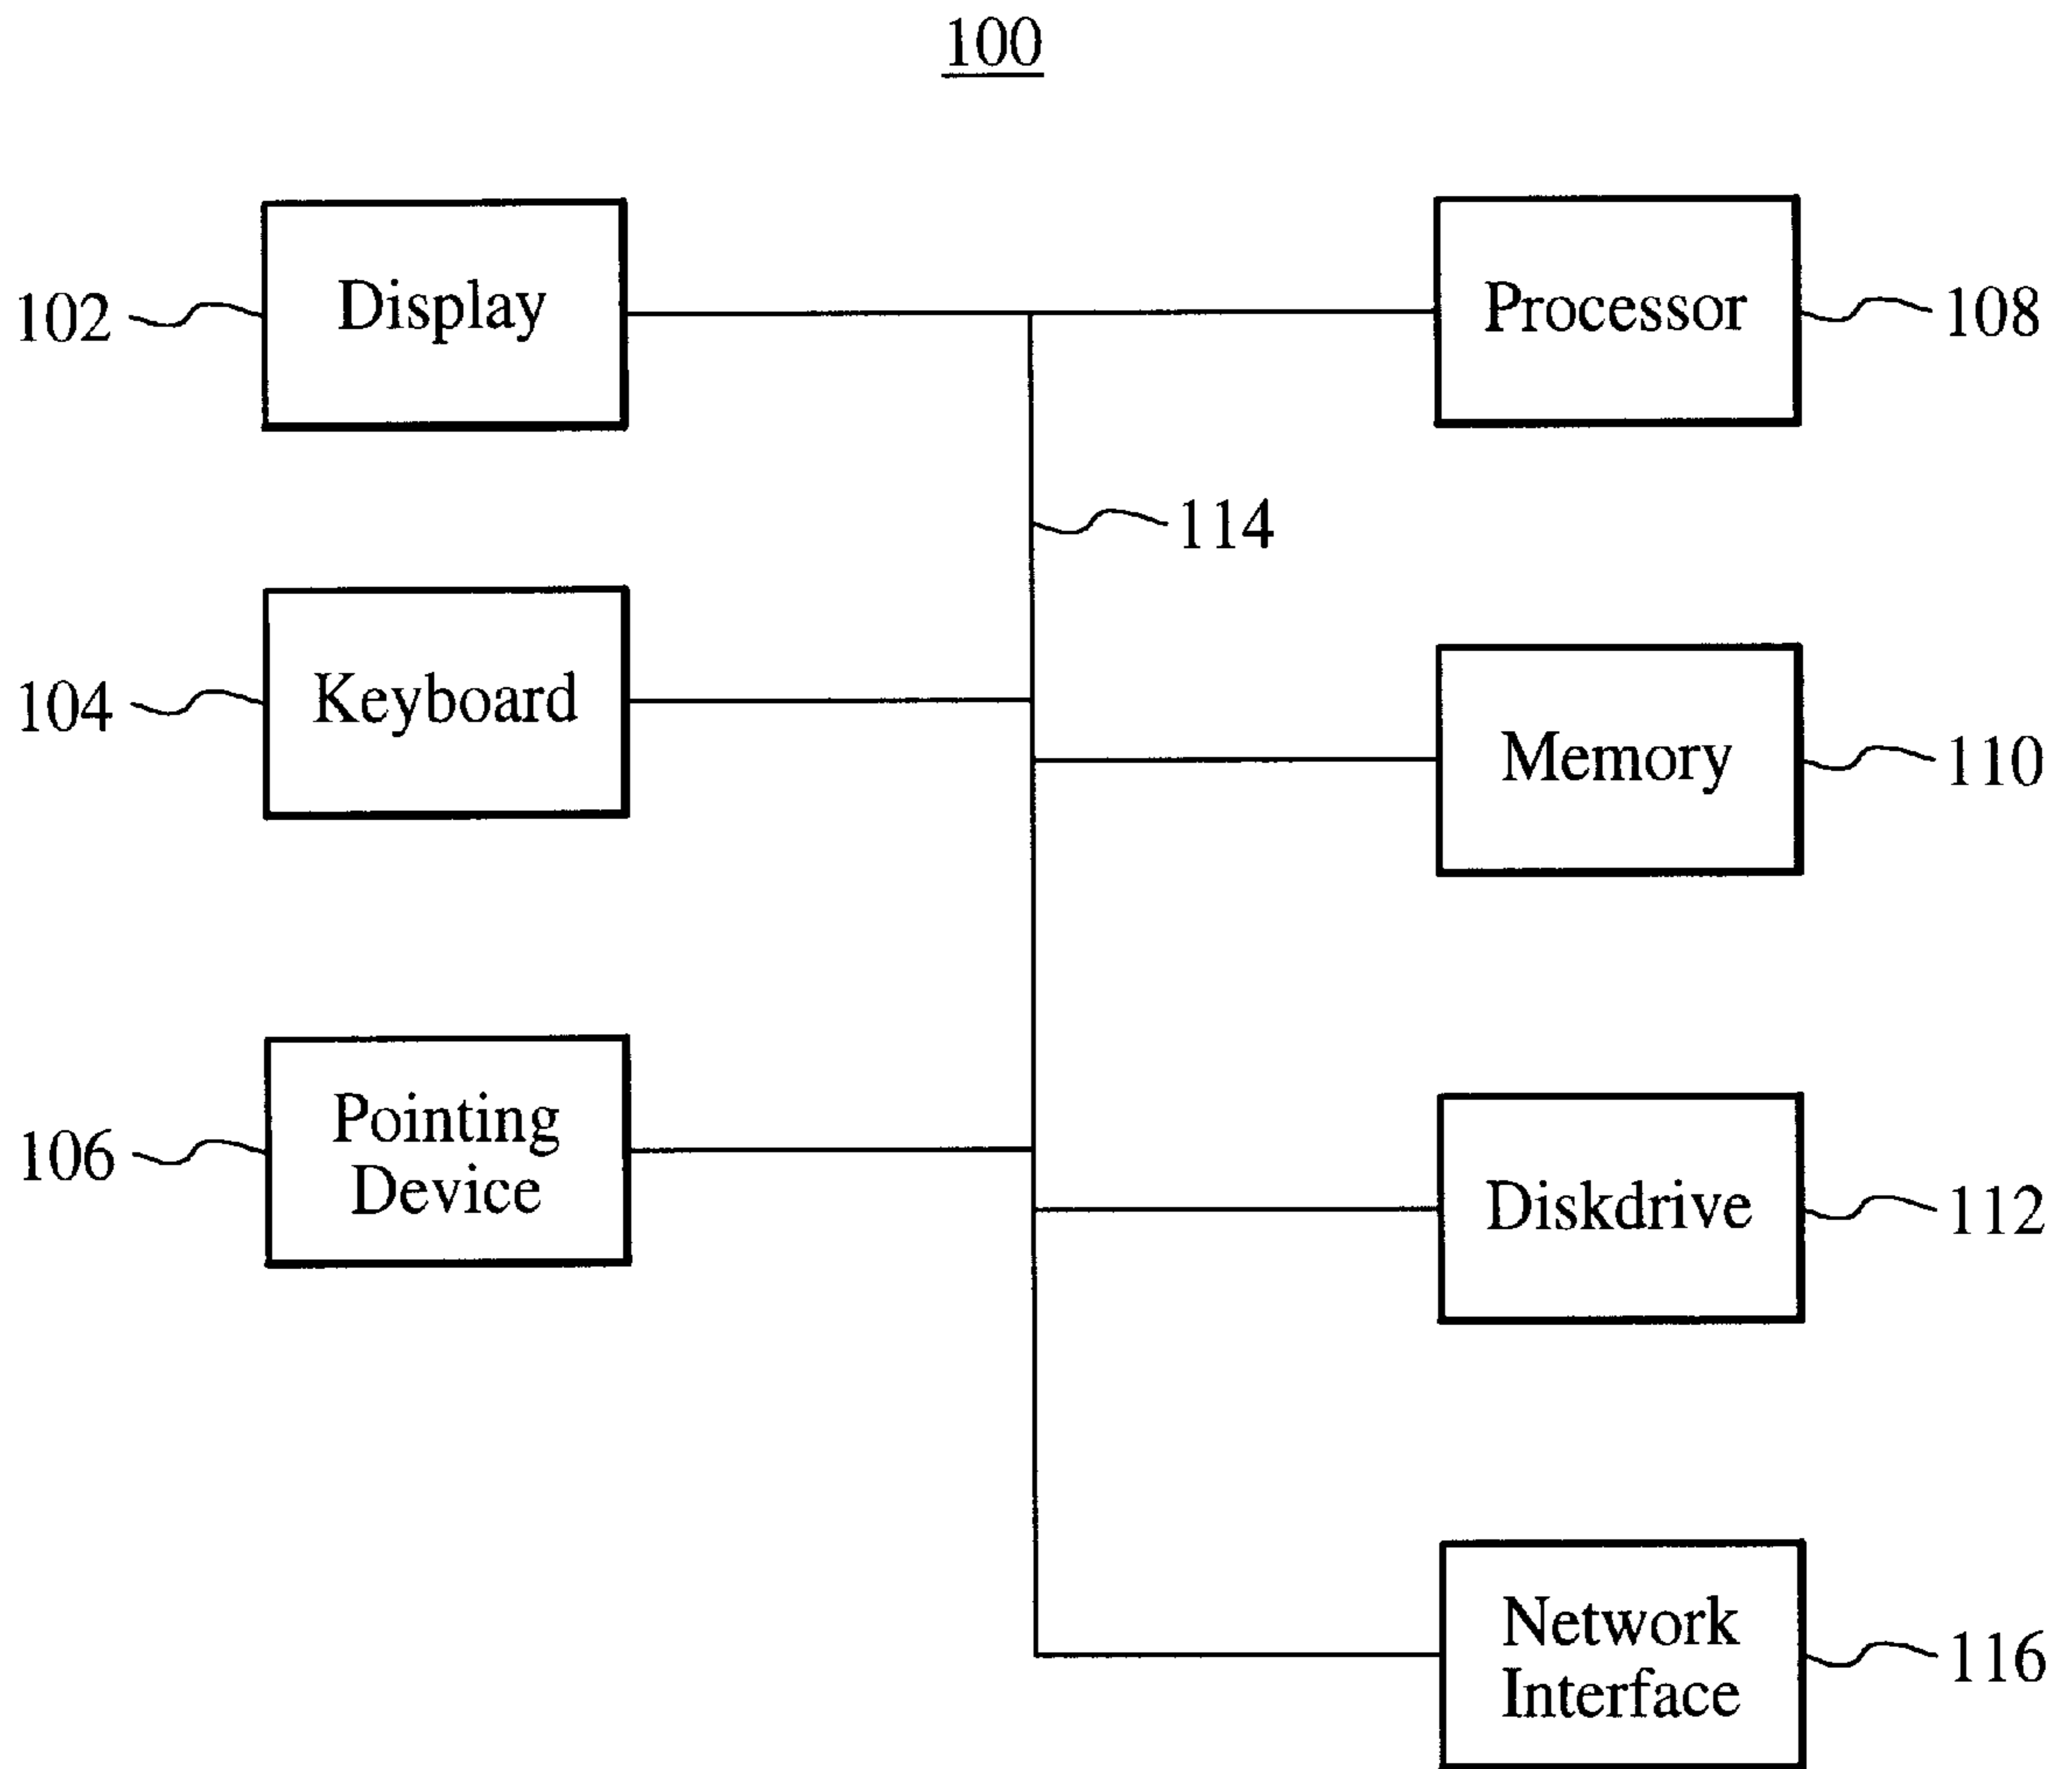 100
Display
Processor
102
108
114
Keyboard
104
Memory
110
Pointing
Device
106
Diskdrive
112
Network
Interface
116